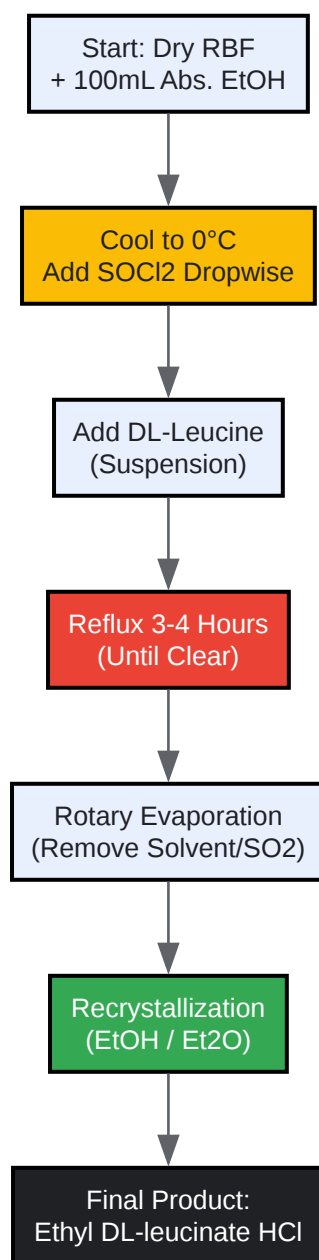 Start: Dry RBF
+ 100mL Abs. EtOH
Cool to 0°C
Add SOCl2 Dropwise
Add DL-Leucine
(Suspension)
Reflux 3-4 Hours
(Until Clear)
Rotary Evaporation
(Remove Solvent/SO2)
Recrystallization
(EtOH / Et2O)
Final Product:
Ethyl DL-leucinate HCl